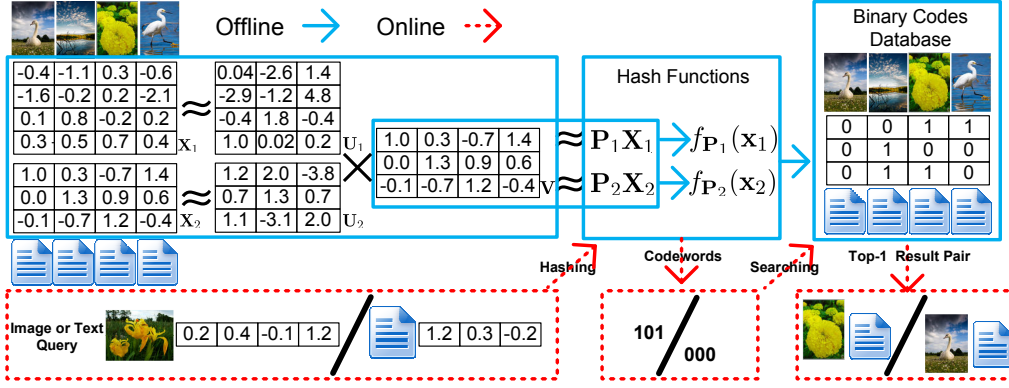 Offline
Online
Binary Codes
Database
-0.4 -1.1 0.3 -0.6
-1.6 -0.2 0.2 -2.1
0.1 0.8 -0.2 0.2
0.3 -0.5 0.7 0.4
X1
≈
0.04 -2.6 1.4
-2.9 -1.2 4.8
-0.4 1.8 -0.4
1.0 0.02 0.2
U1
1.0 0.3 -0.7 1.4
0.0 1.3 0.9 0.6
-0.1 -0.7 1.2 -0.4
X2
≈
1.2 2.0 -3.8
0.7 1.3 0.7
1.1 -3.1 2.0
U2
×
1.0 0.3 -0.7 1.4
0.0 1.3 0.9 0.6
-0.1 -0.7 1.2 -0.4
V
Hash Functions
≈ P1X1 fP1(x1)
≈ P2X2 fP2(x2)
0 0 1 1
0 1 0 0
0 1 1 0
Hashing
Codewords
Searching
Top-1 Result Pair
Image or Text
Query
0.2 0.4 -0.1 1.2
1.2 0.3 -0.2
101
000